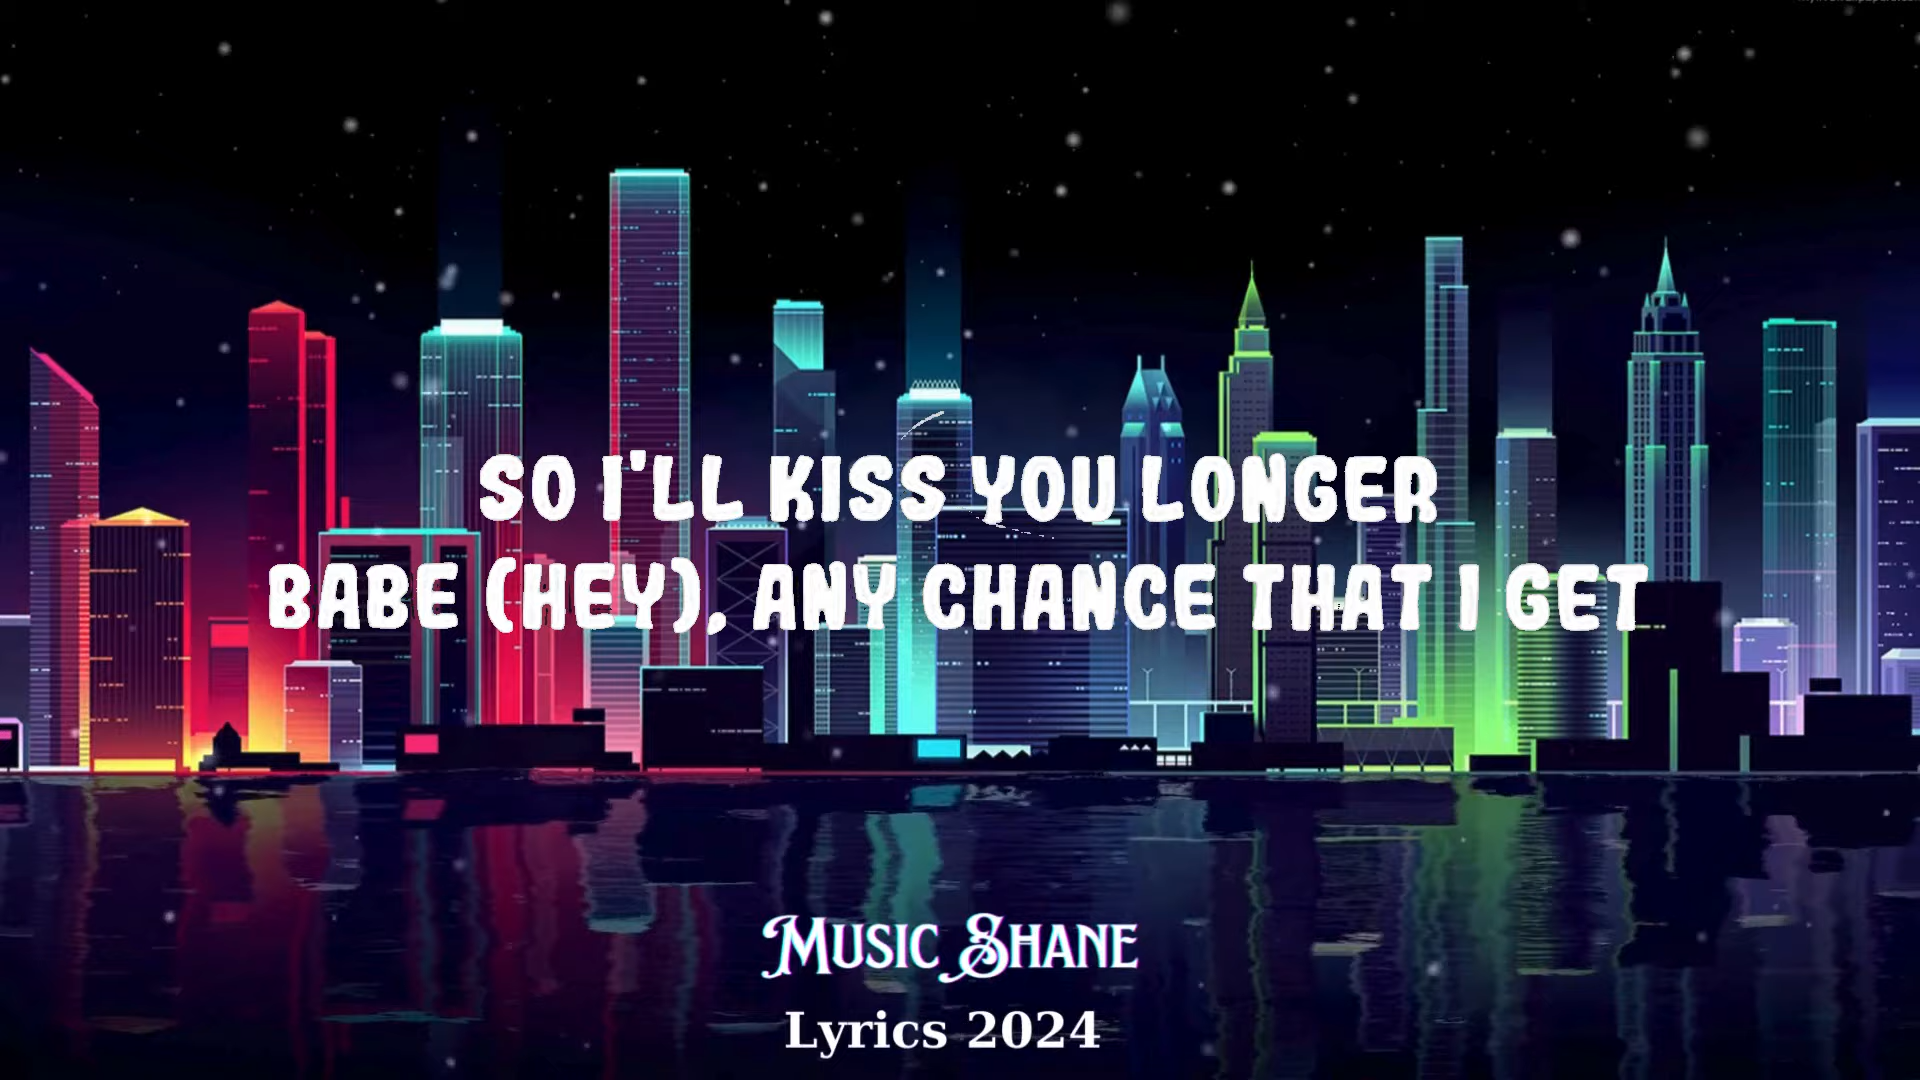 SO I'LL KISS YOU LONGER
BABE (HEY), ANY CHANCE THAT I GET
MUSIC SHANE
Lyrics 2024